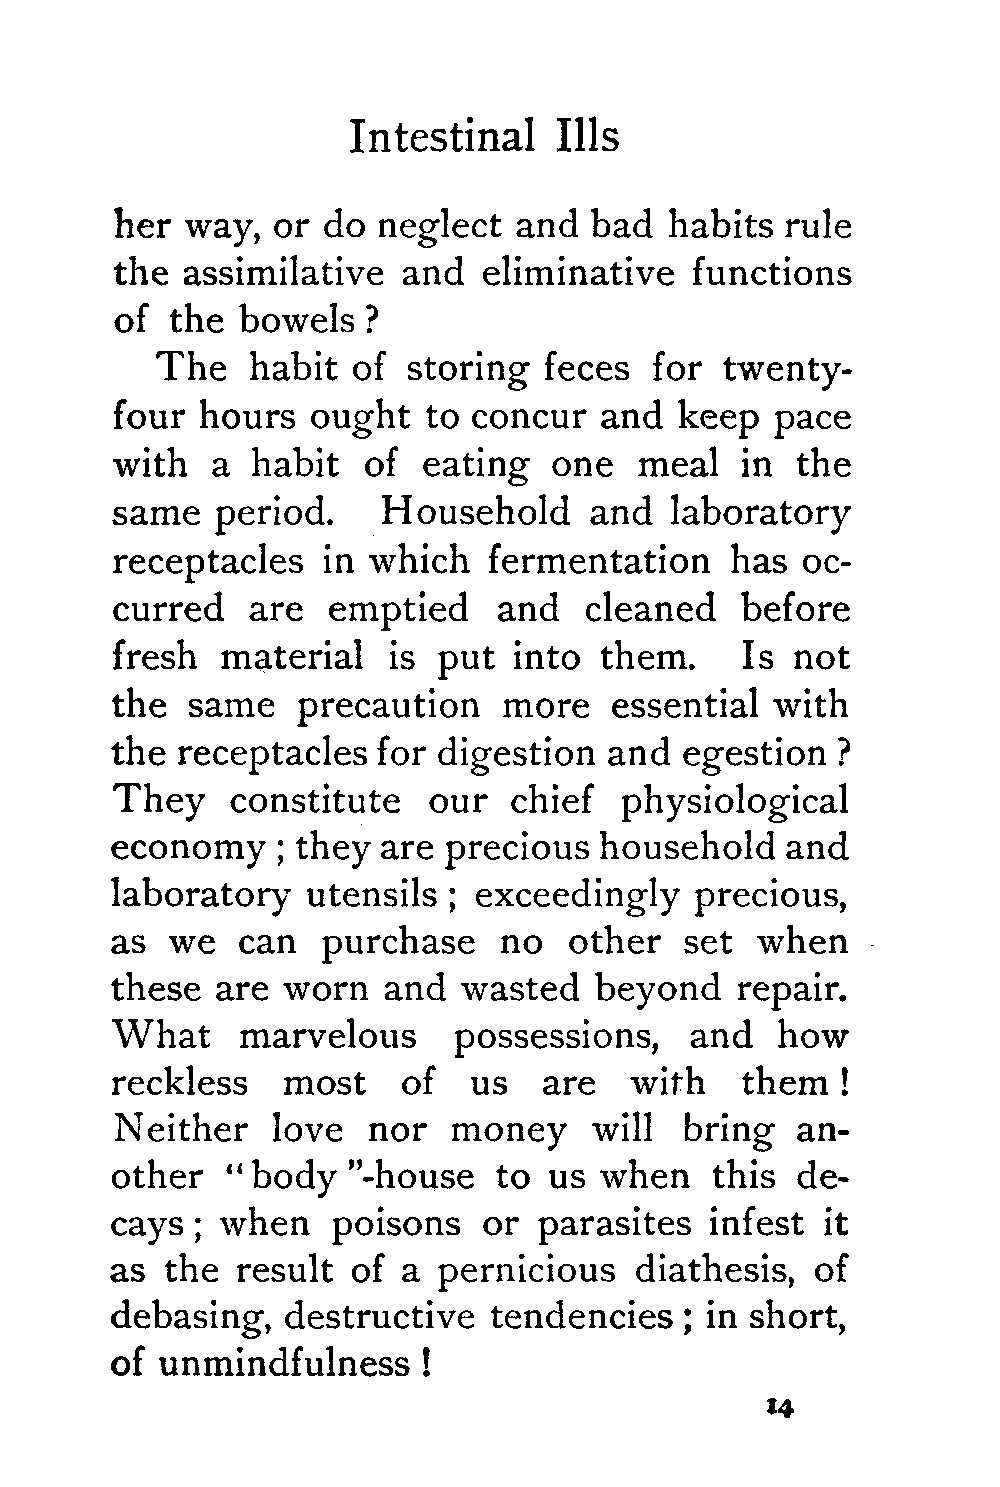 Intestinal Ills
her way, or do neglect and bad habits rule
the assimilative and eliminative functions
of the bowels ?
The habit of storing feces for twenty-
four hours ought to concur and keep pace
with a habit of eating one meal in the
same period. Household and laboratory
receptacles in which fermentation has oc-
curred are emptied and cleaned before
fresh material is put into them. Is not
the same precaution more essential with
the receptacles for digestion and egestion ?
They constitute our chief physiological
economy ; they are precious household and
laboratory utensils ; exceedingly precious,
as we can purchase no other set when
these are worn and wasted beyond repair.
What marvelous possessions, and how
reckless most of us are with them !
Neither love nor money will bring an-
other “ body ”-house to us when this de-
cays ; when poisons or parasites infest it
as the result of a pernicious diathesis, of
debasing, destructive tendencies ; in short,
of unmindfulness !
14